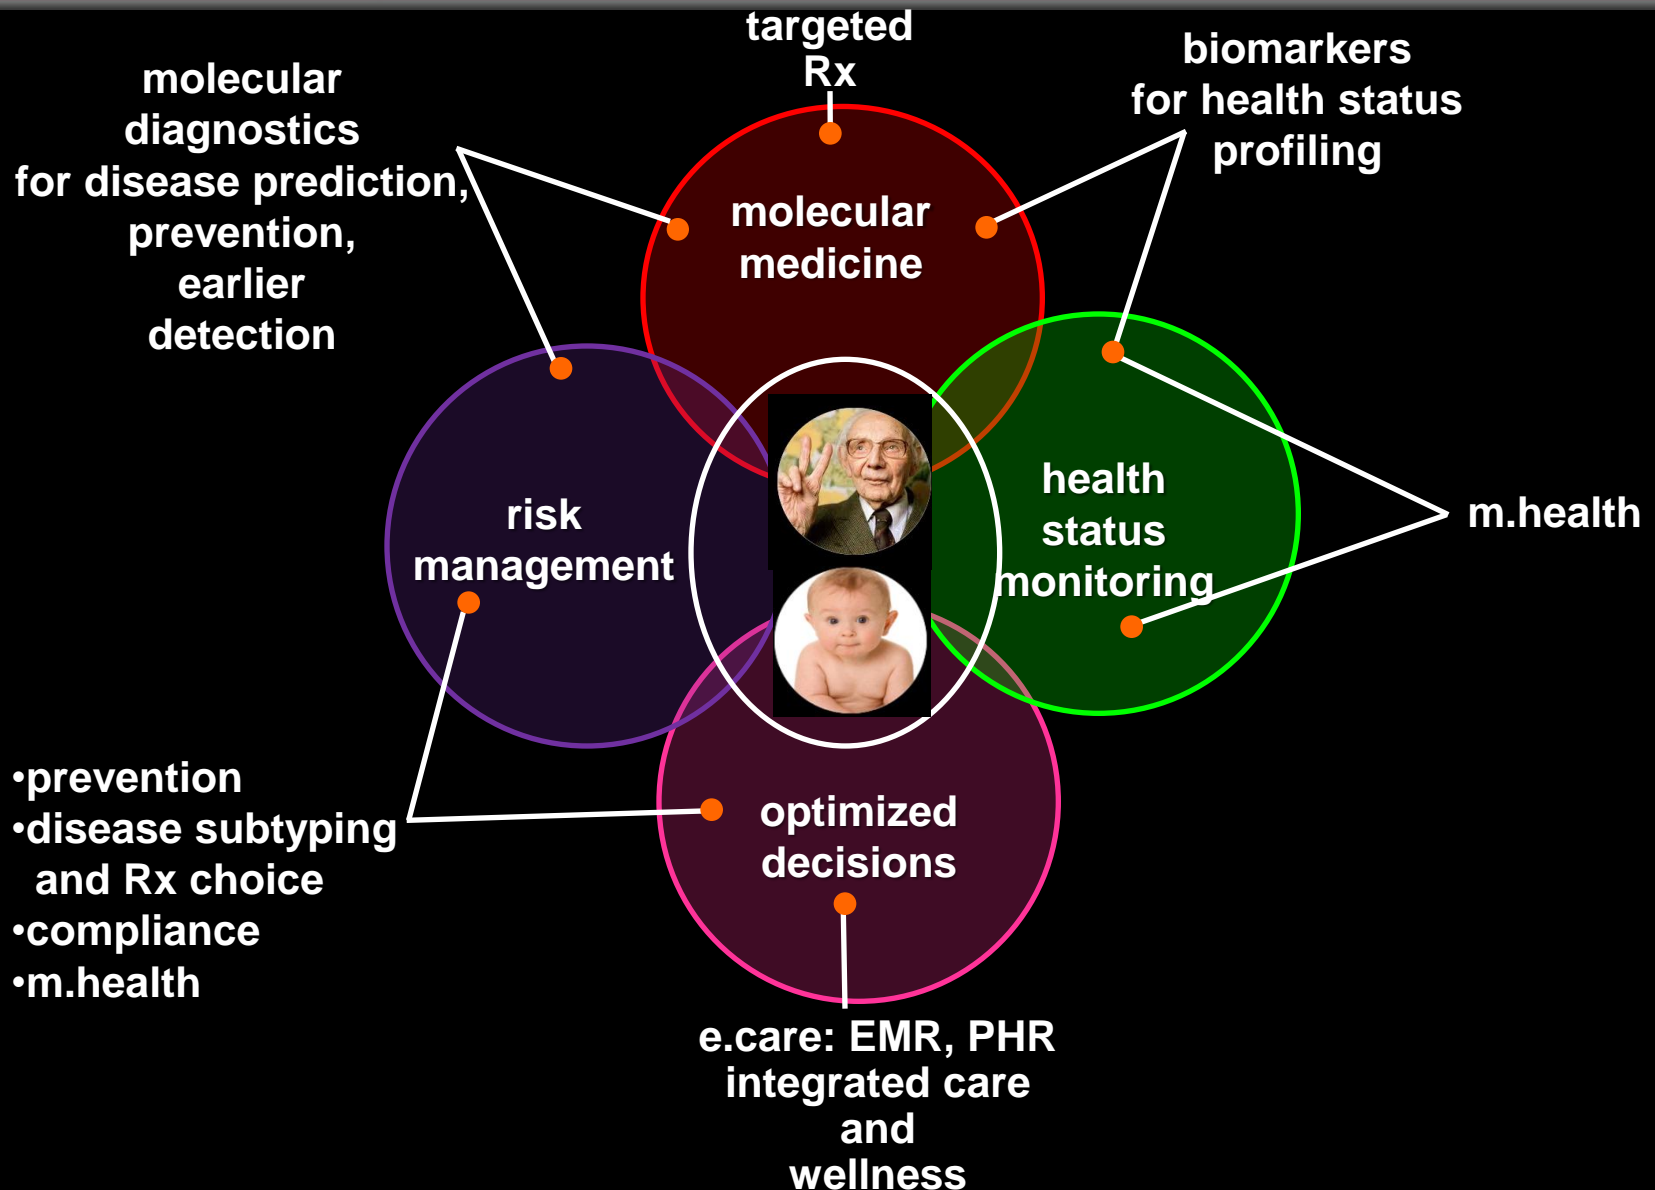 targeted
Rx
molecular
diagnostics
for disease prediction,
prevention,
earlier
detection
biomarkers
for health status
profiling
molecular
medicine
risk
management
health
status
monitoring
m.health
•prevention
•disease subtyping
and Rx choice
•compliance
•m.health
optimized
decisions
e.care: EMR, PHR
integrated care
and
wellness